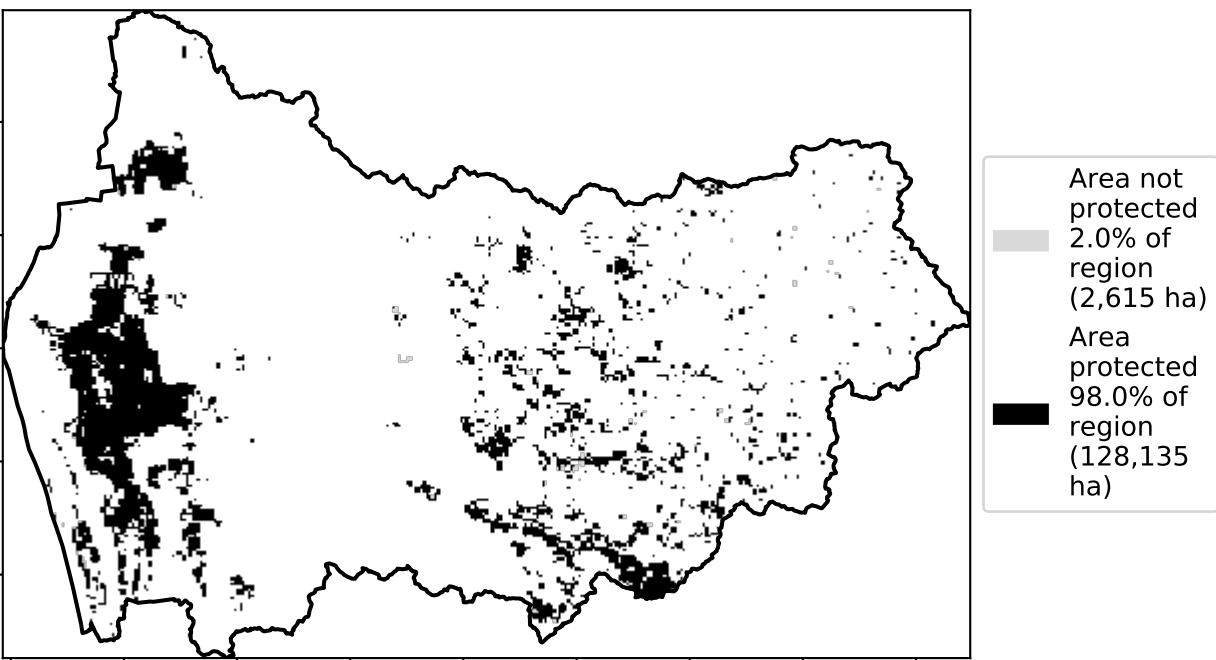 Area not
protected
2.0% of
region
(2,615 ha)
Area
protected
98.0% of
region
(128,135
ha)